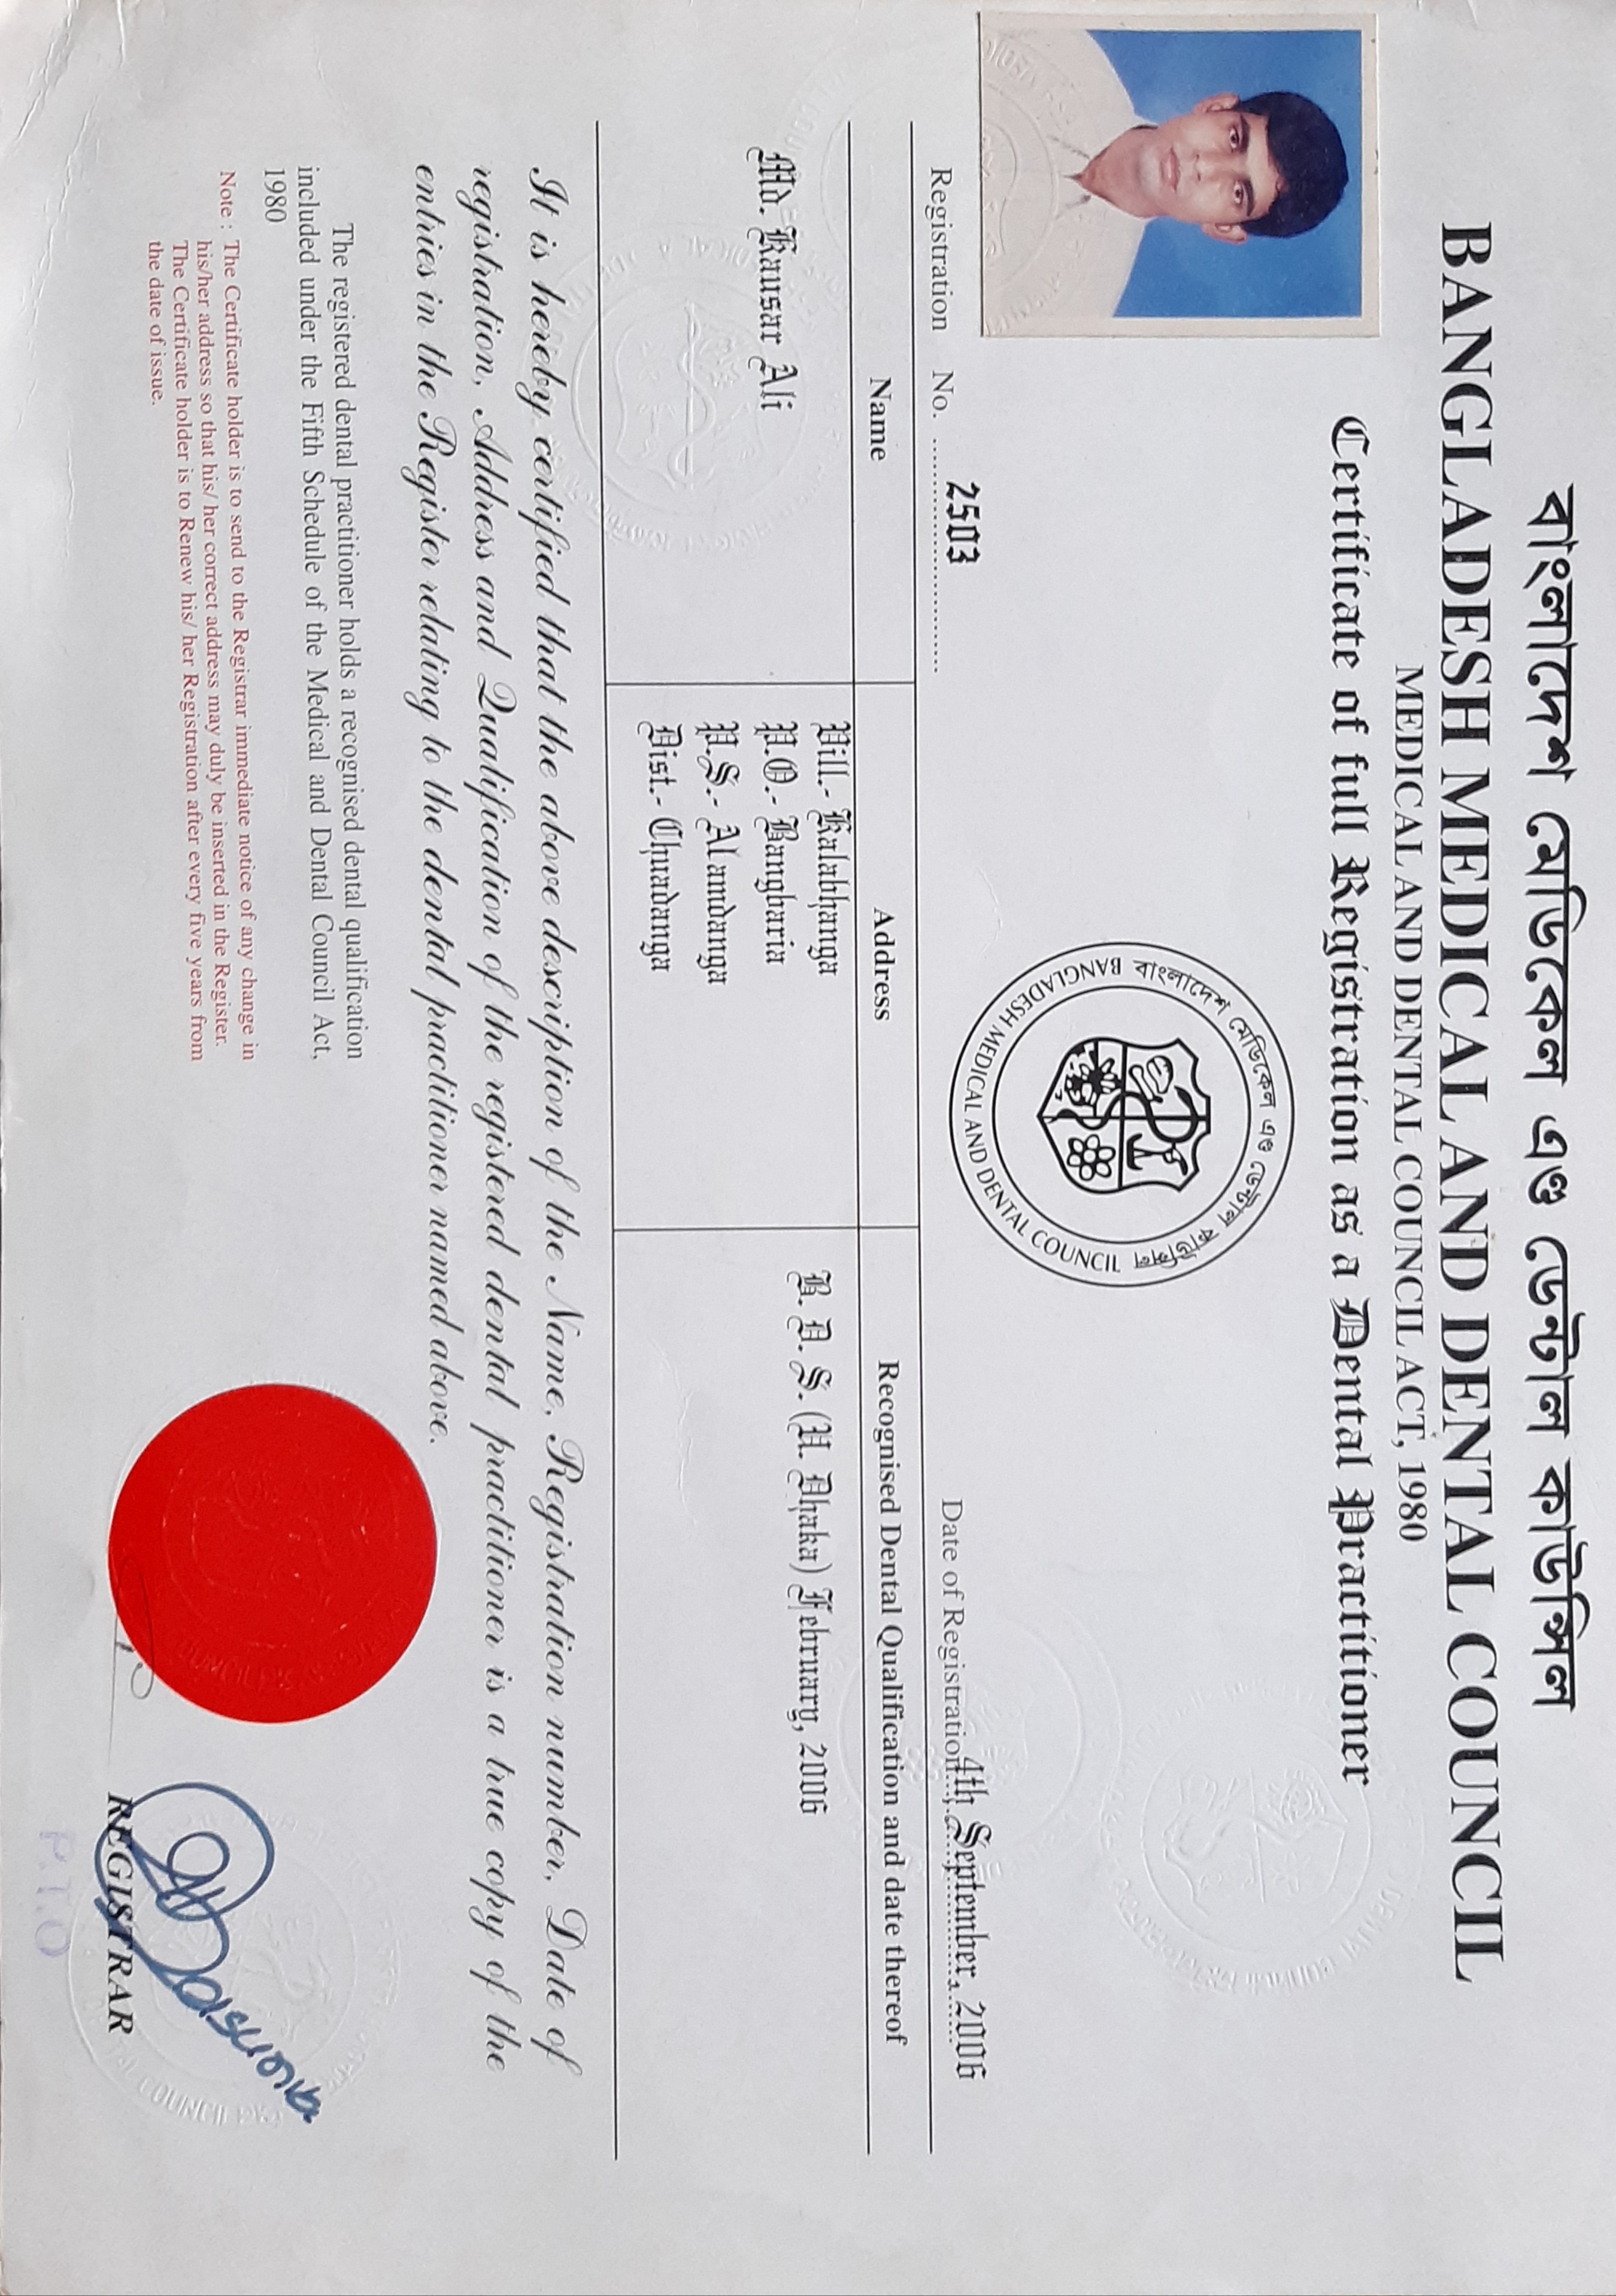 বাংলাদেশ মেডিকেল এণ্ড ডেন্টাল কাউন্সিল
BANGLADESH MEDICAL AND DENTAL COUNCIL
MEDICAL AND DENTAL COUNCIL ACT, 1980
Certificate of full Registration as a Dental Practitioner
বাংলাদেশ মেডিকেল এণ্ড ডেন্টাল কাউন্সিল
BANGLADESH MEDICAL AND DENTAL COUNCIL
Registration No. 2503 Date of Registration 4th September, 2006
Name Address Recognised Dental Qualification and date thereof
Md. Kausar Ali Vill.- Kalabhanga B. D. S. (U. Dhaka) February, 2006
P.O.- Bangbaria
P.S.- Alamdanga
Dist.- Chuadanga
It is hereby certified that the above description of the Name, Registration number, Date of
registration, Address and Qualification of the registered dental practitioner is a true copy of the
entries in the Register relating to the dental practitioner named above.
The registered dental practitioner holds a recognised dental qualification
included under the Fifth Schedule of the Medical and Dental Council Act,
1980
Note : The Certificate holder is to send to the Registrar immediate notice of any change in
his/her address so that his/ her correct address may duly be inserted in the Register.
The Certificate holder is to Renew his/ her Registration after every five years from
the date of issue.
REGISTRAR
P.T.O